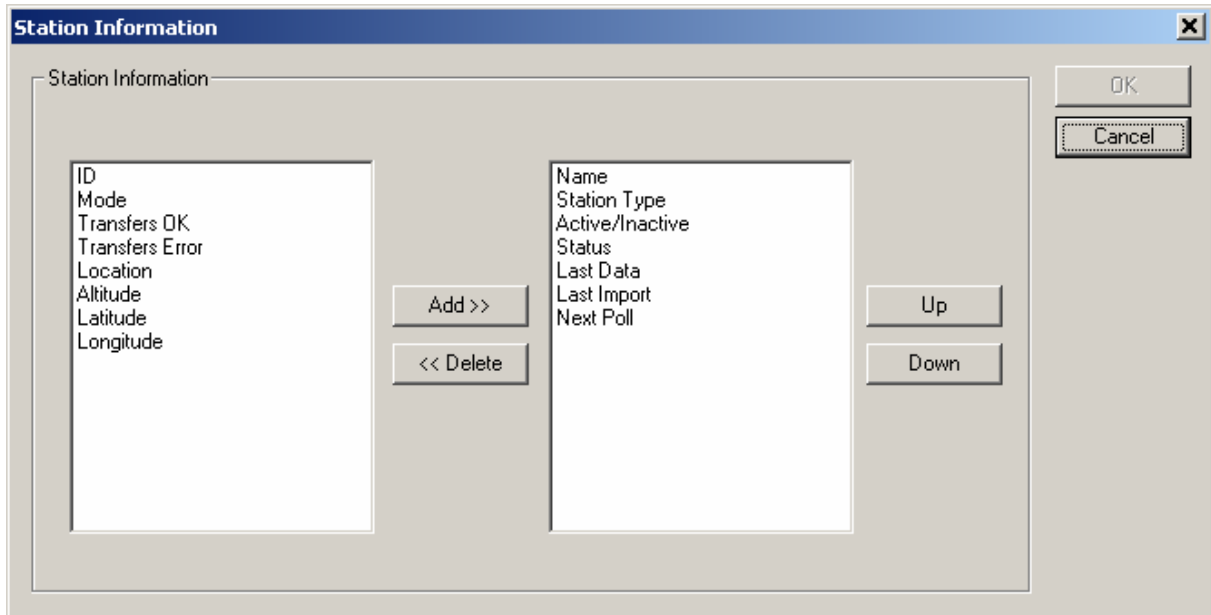 Station Information
Station Information
OK
Cancel
ID
Mode
Transfers OK
Transfers Error
Location
Altitude
Latitude
Longitude
Add >>
<< Delete
Name
Station Type
Active/Inactive
Status
Last Data
Last Import
Next Poll
Up
Down